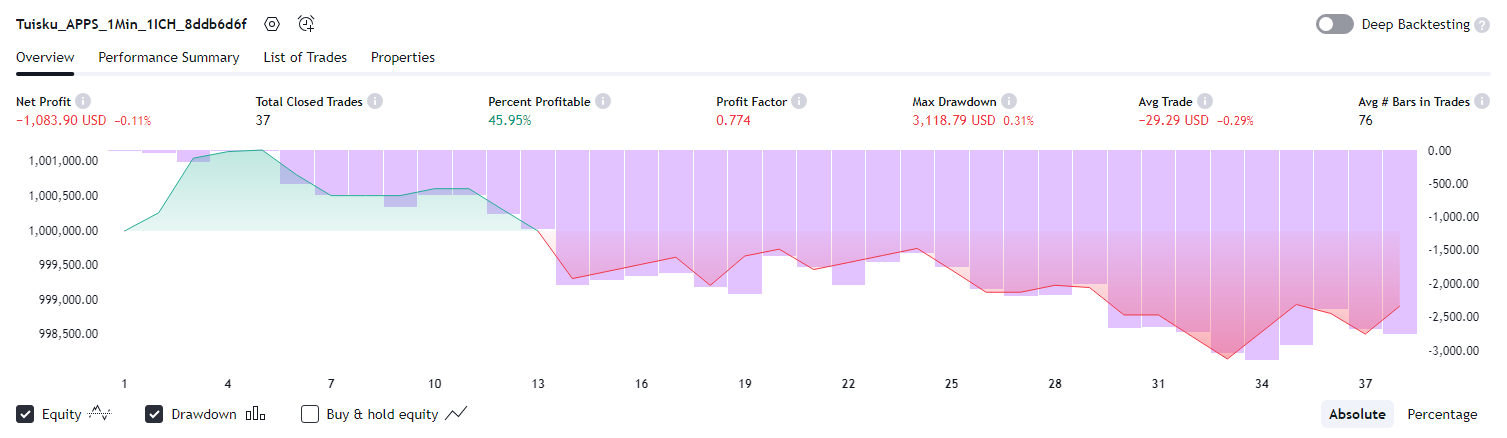 Tuisku_APPS_1Min_1ICH_8ddb6d6f Deep Backtesting ?
Overview Performance Summary List of Trades Properties
Net Profit i Total Closed Trades i Percent Profitable i Profit Factor i Max Drawdown i Avg Trade i Avg # Bars in Trades i
−1,083.90 USD −0.11% 37 45.95% 0.774 3,118.79 USD 0.31% −29.29 USD −0.29% 76
1,001,000.00 0.00
1,000,500.00 -500.00
1,000,000.00 -1,000.00
999,500.00 -1,500.00
999,000.00 -2,000.00
998,500.00 -2,500.00
-3,000.00
1 4 7 10 13 16 19 22 25 28 31 34 37
Equity Drawdown Buy & hold equity Absolute Percentage